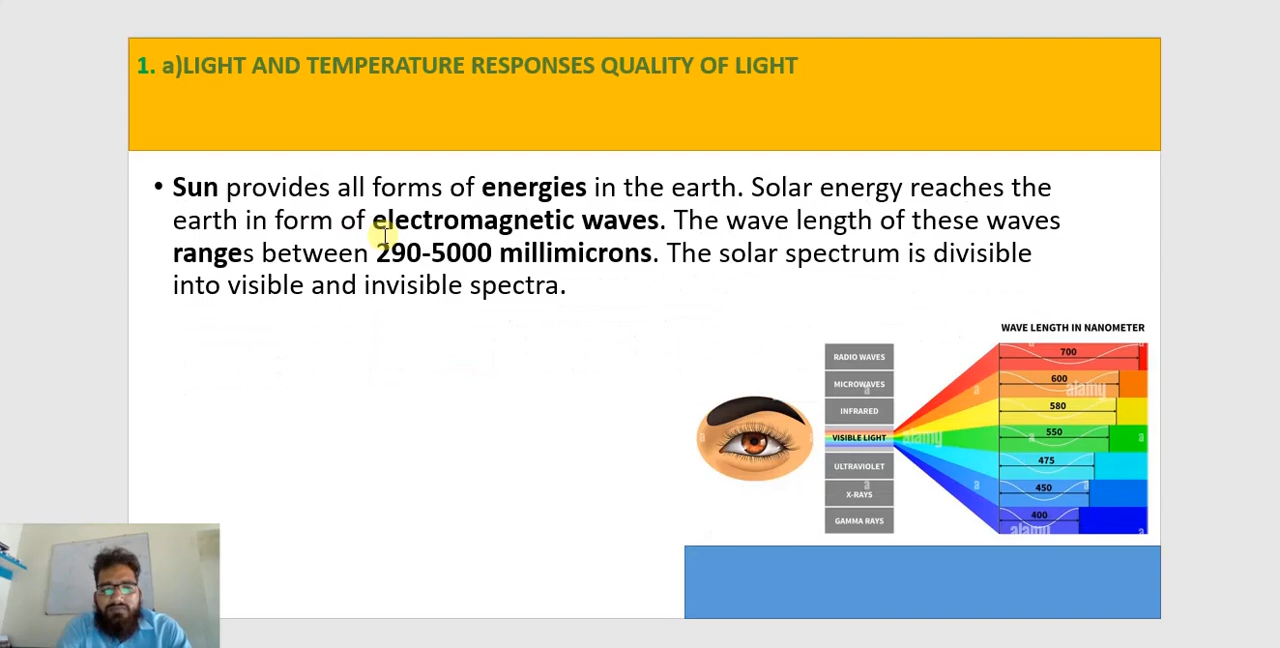 1. a)LIGHT AND TEMPERATURE RESPONSES QUALITY OF LIGHT
• Sun provides all forms of energies in the earth. Solar energy reaches the
earth in form of electromagnetic waves. The wave length of these waves
ranges between 290-5000 millimicrons. The solar spectrum is divisible
into visible and invisible spectra.
WAVE LENGTH IN NANOMETER
RADIO WAVES
MICROWAVES
INFRARED
VISIBLE LIGHT
ULTRAVIOLET
X-RAYS
GAMMA RAYS
700
600
580
550
475
450
400
alamy
alamy
alamy
a
a
a
a
a
a
a
a
a
a
a